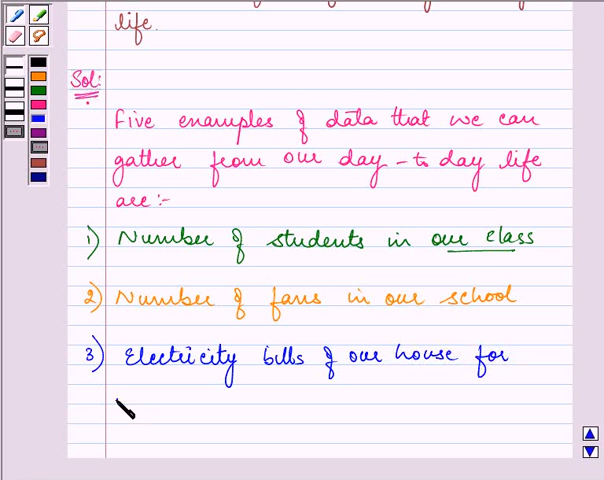 life.
Sol:
Five examples of data that we can
gather from our day - to day life
are :-
1) Number of students in our class
2) Number of fans in our school
3) Electricity bills of our house for